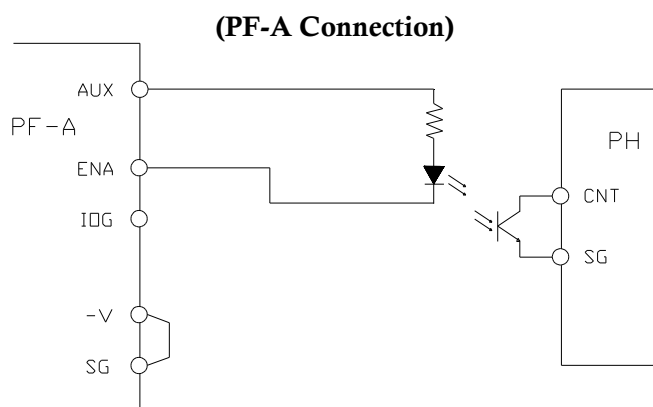 (PF-A Connection)
AUX
PF-A
PH
ENA
CNT
IOG
SG
-V
SG